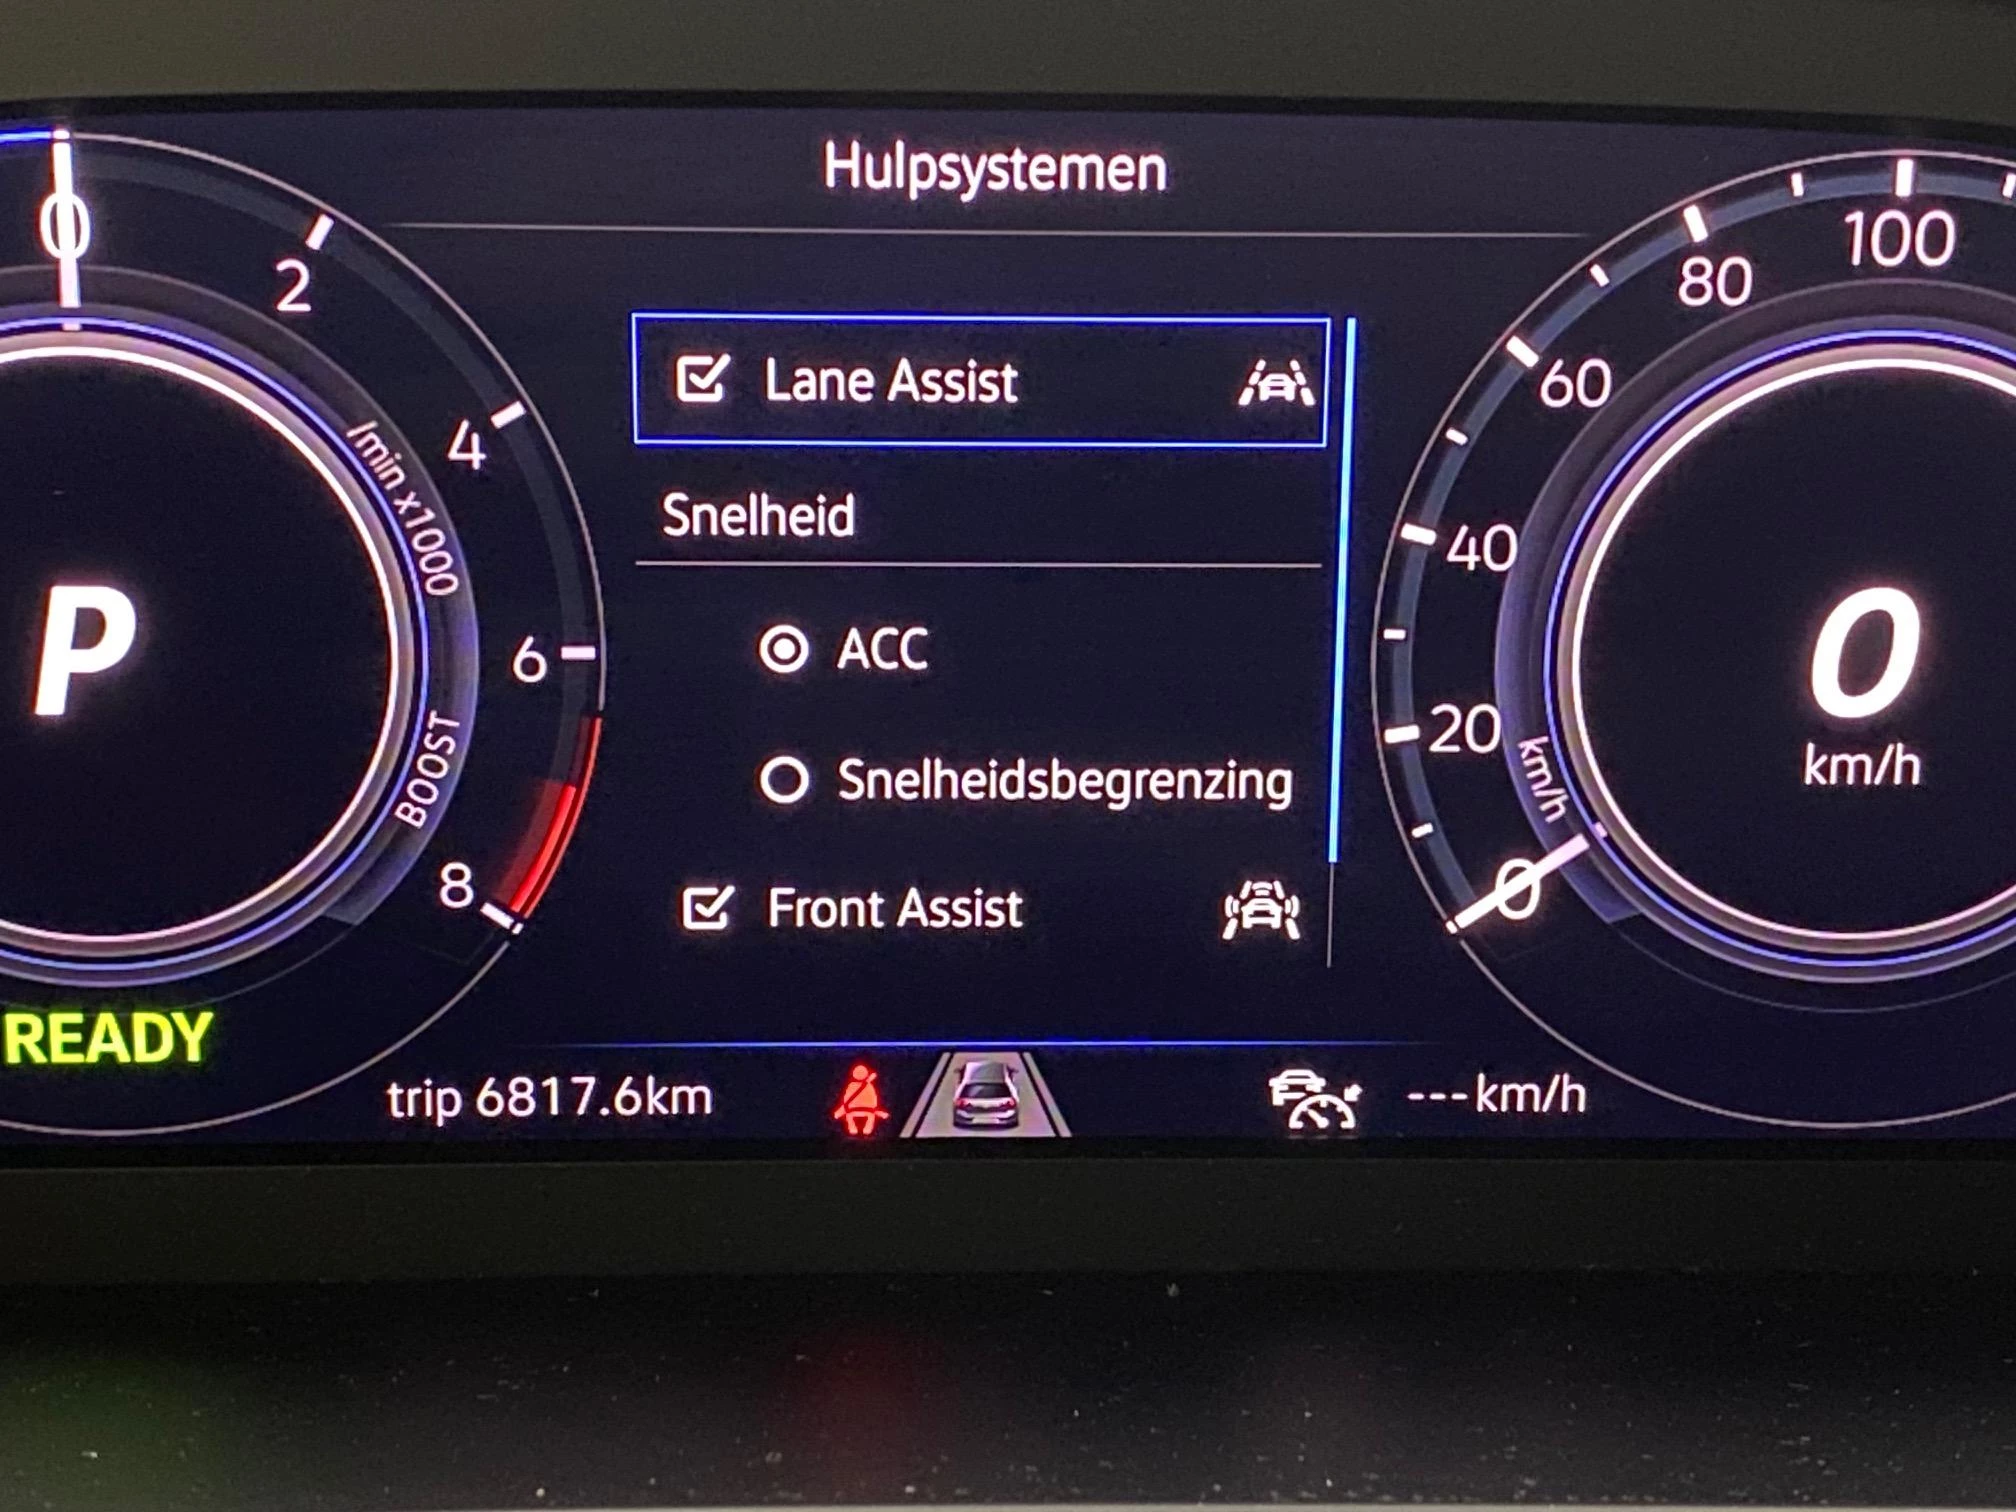 Hulpsystemen
Lane Assist
Snelheid
ACC
Snelheidsbegrenzing
Front Assist
0
2
4
6
8
/min x1000
BOOST
P
READY
100
80
60
40
20
0
km/h
0
km/h
trip 6817.6km
---km/h